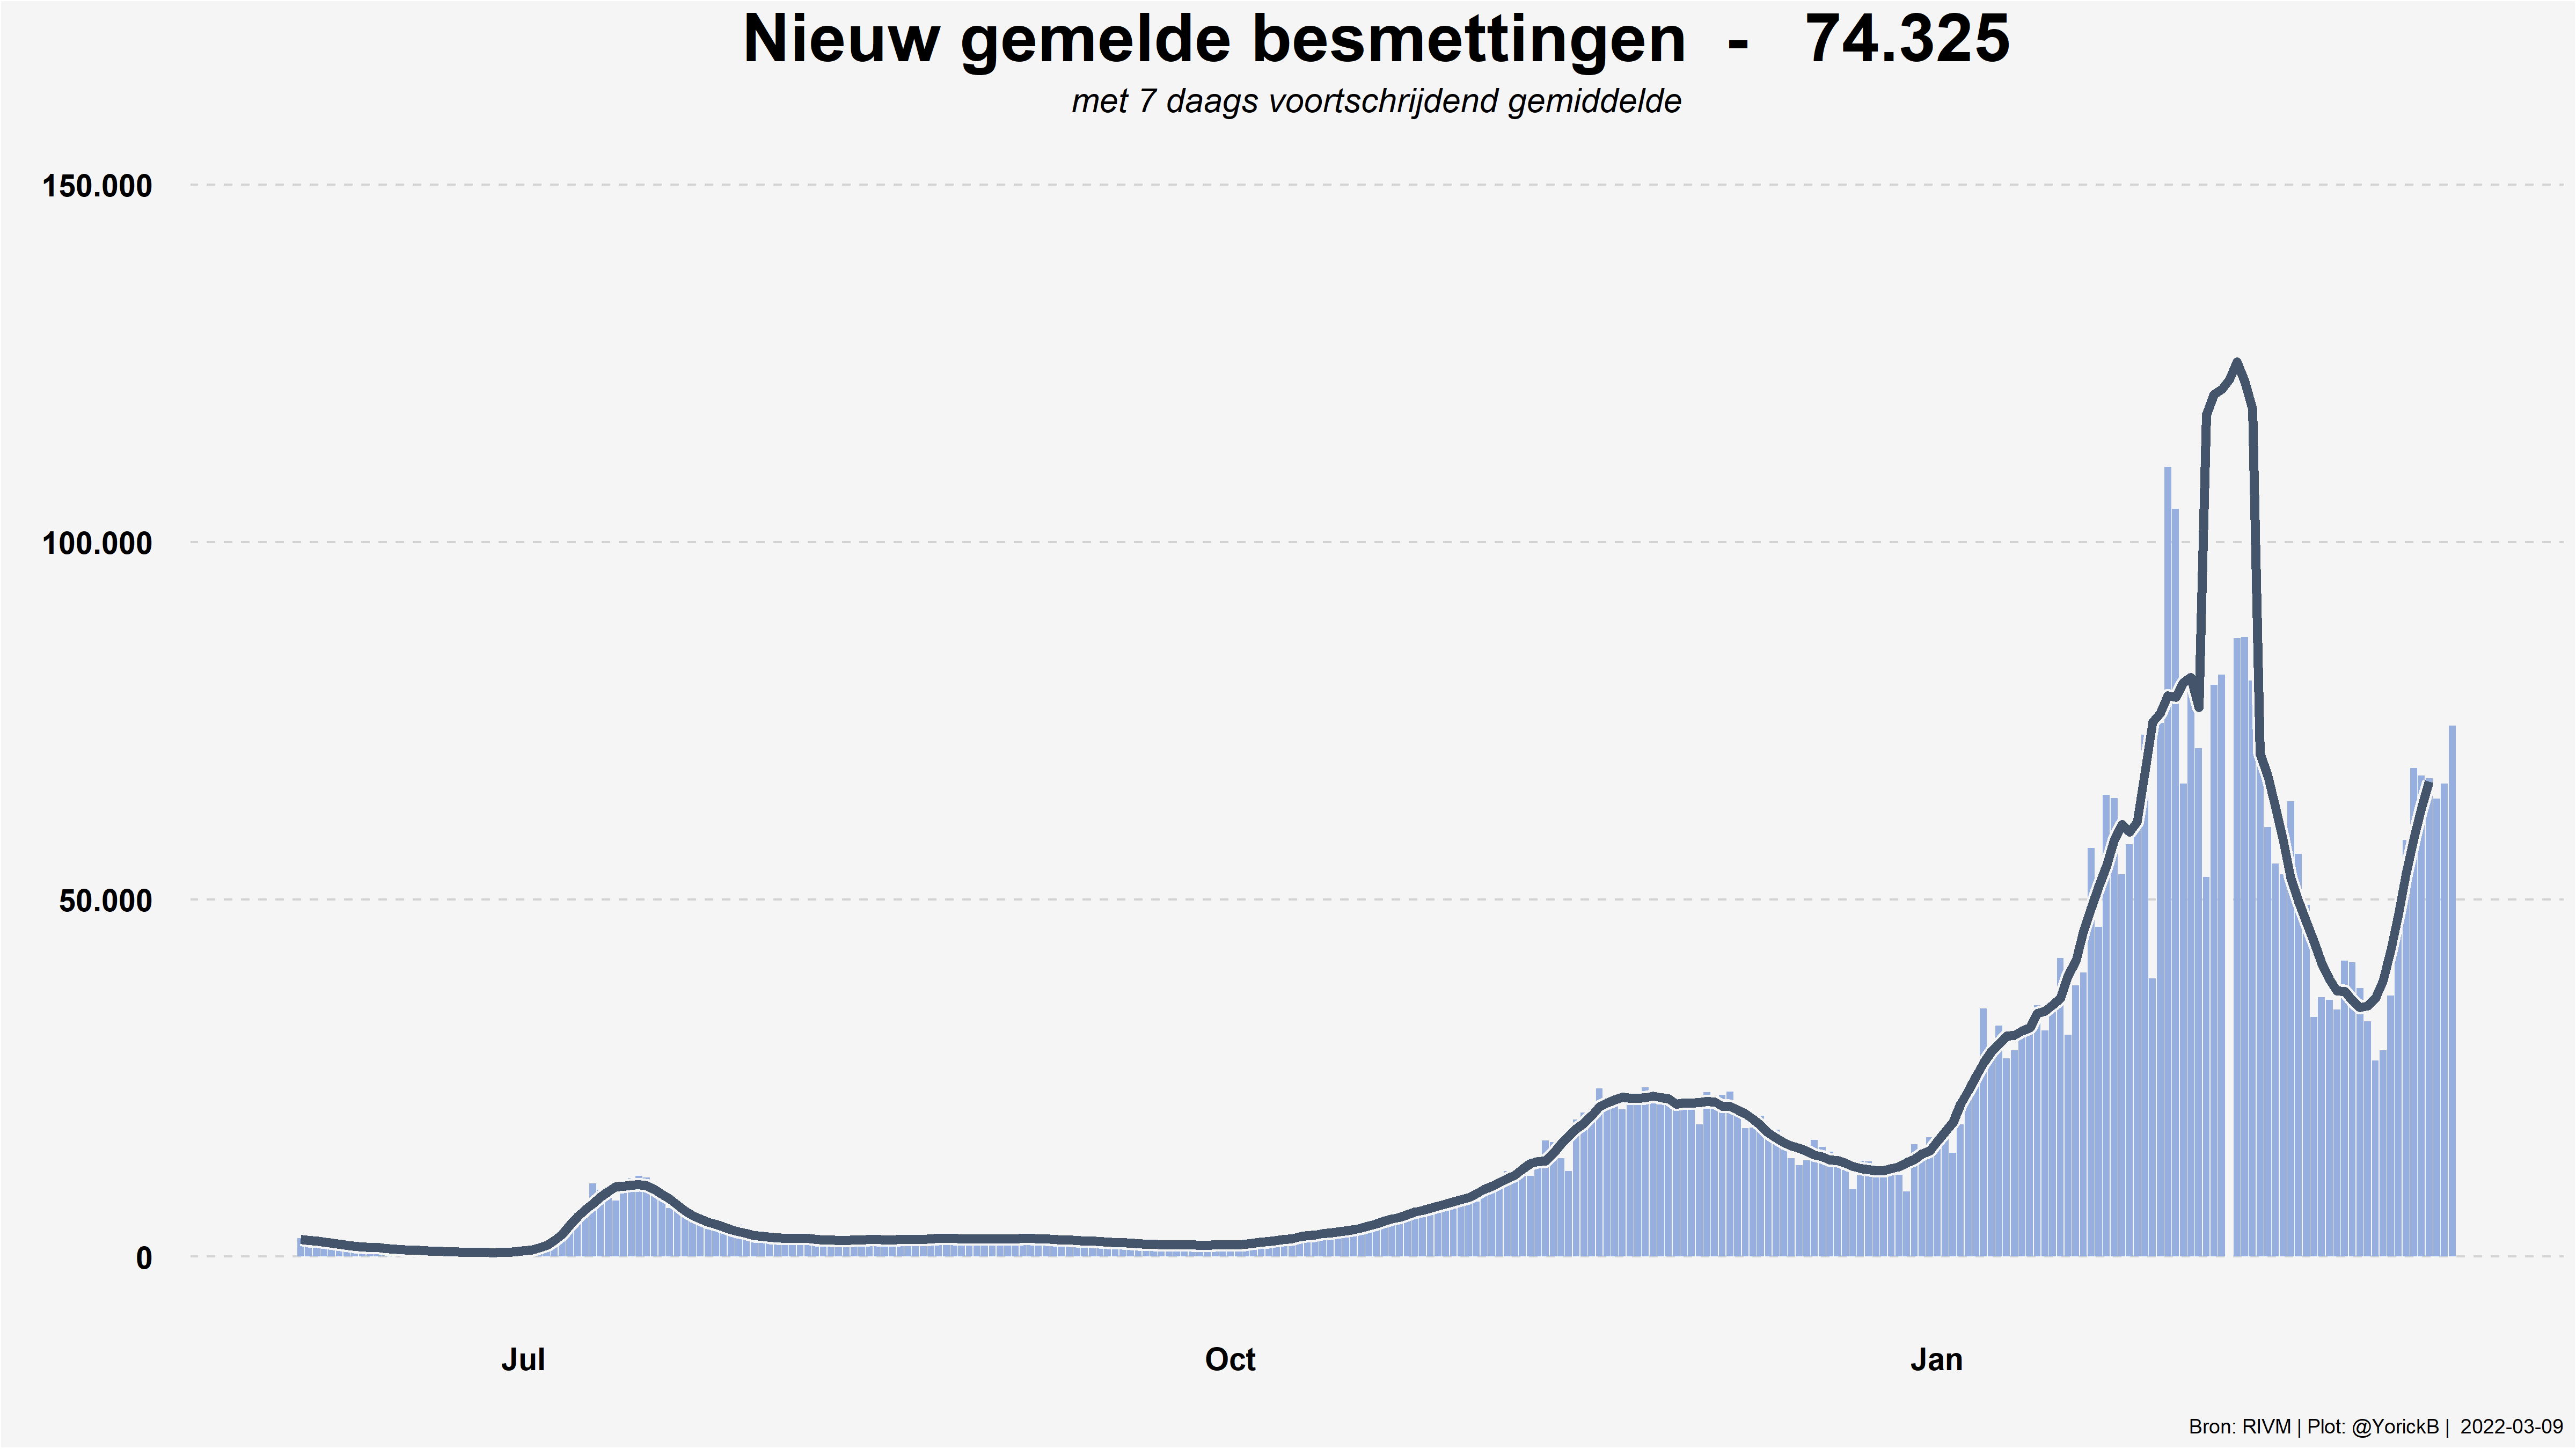 Nieuw gemelde besmettingen - 74.325
met 7 daags voortschrijdend gemiddelde
150.000
100.000
50.000
0
Jul Oct Jan
Bron: RIVM | Plot: @YorickB | 2022-03-09